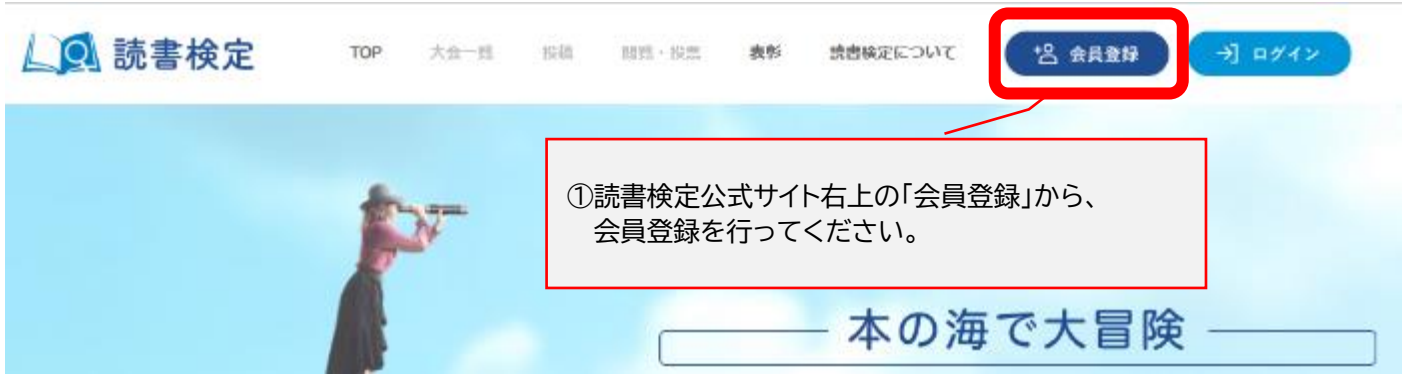 読書検定
TOP
大会一覧
投稿
観戦・投票
表彰
読書検定について
会員登録
ログイン
①読書検定公式サイト右上の「会員登録」から、
会員登録を行ってください。
本の海で大冒険